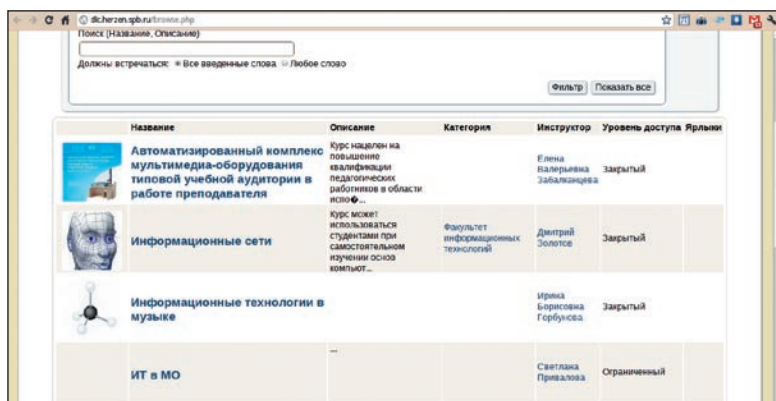 dlc.herzen.spb.ru/browse.php
Поиск (Название, Описание)
Должны встречаться: Все введенные слова Любое слово
Фильтр Показать все
Название Описание Категория Инструктор Уровень доступа Ярлыки
Автоматизированный комплекс
мультимедиа-оборудования
типовой учебной аудитории в
работе преподавателя
Курс нацелен на
повышение
квалификации
педагогических
работников в области
испо�...
Елена
Валерьевна
Забалканцева
Закрытый
Информационные сети
Курс может
использоваться
студентами при
самостоятельном
изучении основ
компьют...
Факультет
информационных
технологий
Дмитрий
Золотов
Закрытый
Информационные технологии в
музыке
Ирина
Борисовна
Горбунова
Закрытый
ИТ в МО
...
Светлана
Привалова
Ограниченный